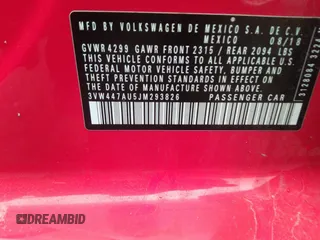 MFD BY VOLKSWAGEN DE MEXICO S.A. DE C.V.
MEXICO 08/18
GVWR 4299 GAWR FRONT 2315 / REAR 2094 LBS
THIS VEHICLE CONFORMS TO ALL APPLICABLE U.S.
FEDERAL MOTOR VEHICLE SAFETY, BUMPER AND
THEFT PREVENTION STANDARDS IN EFFECT ON THE
DATE OF MANUFACTURE SHOWN ABOVE.
3VW447AU5JM293826 PASSENGER CAR
3128084
DREAMBID